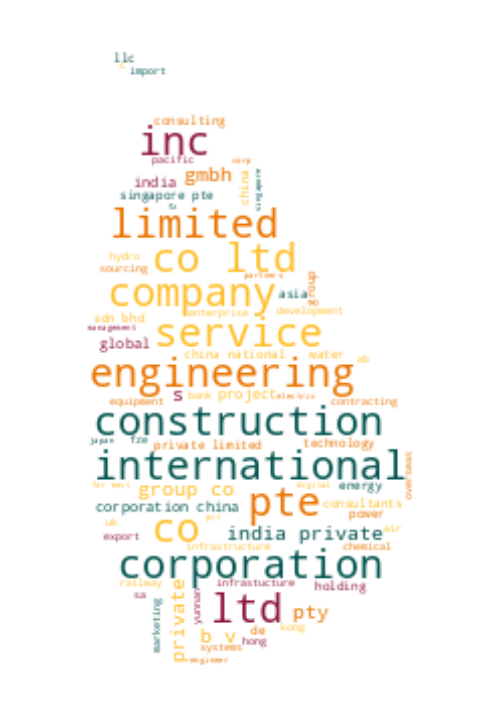 llc
import
consulting
inc
pacific corp
india gmbh china singapore
singapore pte
limited
hydro co ltd
sourcing partners
company asia group
enterprise development
sdn bhd
management service
global
china national water ab
engineering
s bank project electric
equipment contracting
construction
japan fze private limited technology
international overseas
far east group co digital energy
corporation china pte consultants
power
uk co air
export india private
infrastructure chemical
corporation
railway infrastucture holding
sa private yunnan
marketing ltd pty
b v de kong
hong
systems
engineer